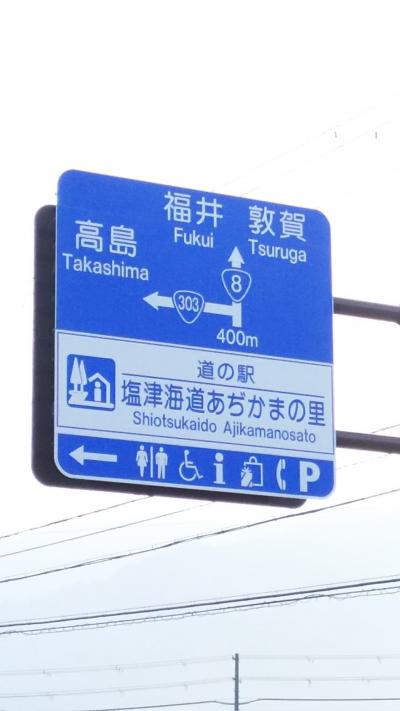 福井 敦賀
Fukui Tsuruga
高島
Takashima
8
303
400m
道の駅
塩津海道あぢかまの里
Shiotsukaido Ajikamanosato
i P